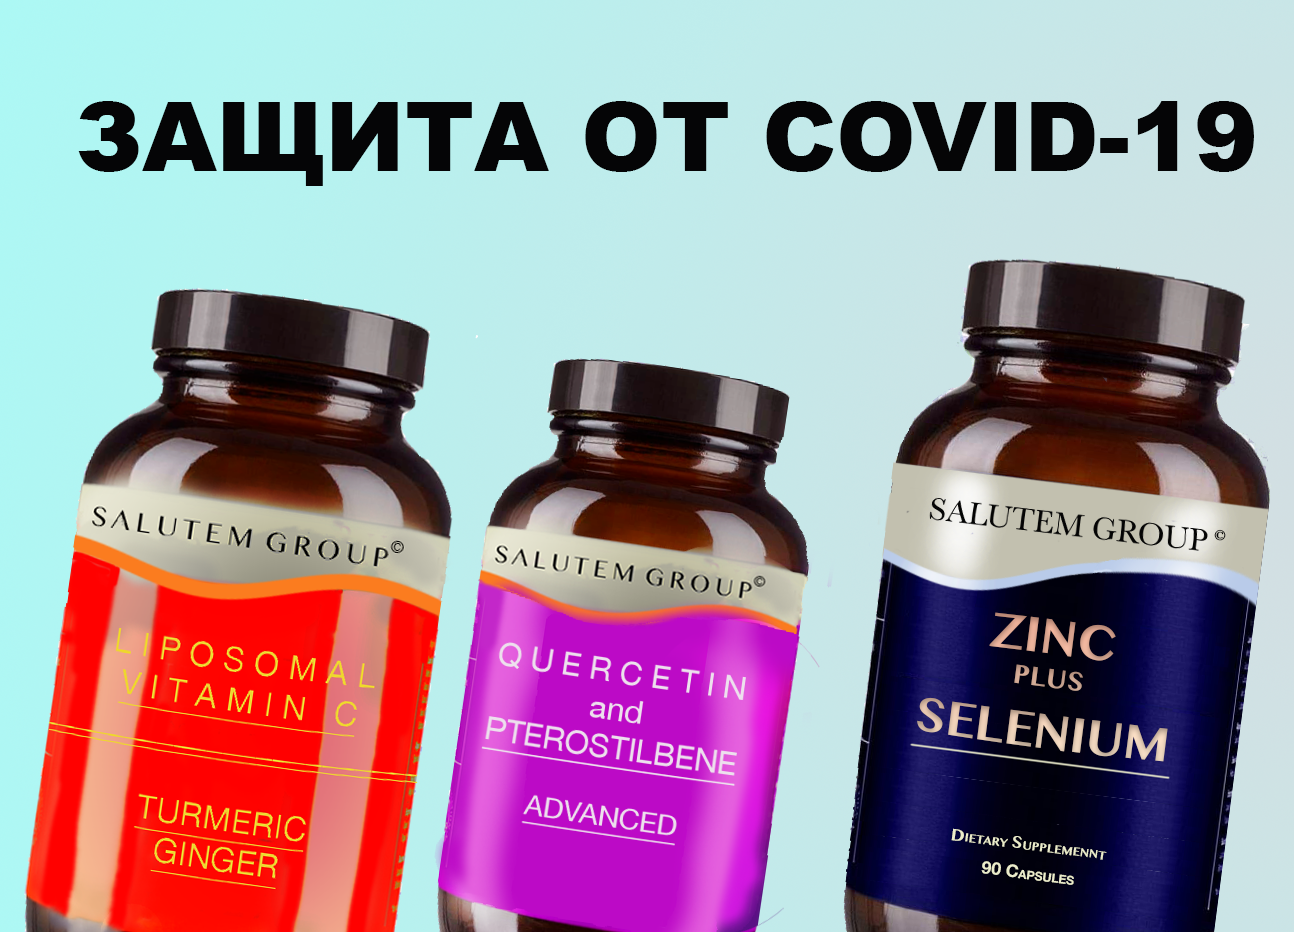 ЗАЩИТА ОТ COVID-19
SALUTEM GROUP©
LIPOSOMAL
VITAMIN C
TURMERIC
GINGER
SALUTEM GROUP©
QUERCETIN
and
PTEROSTILBENE
ADVANCED
SALUTEM GROUP©
ZINC
PLUS
SELENIUM
DIETARY SUPPLEMENNT
90 CAPSULES